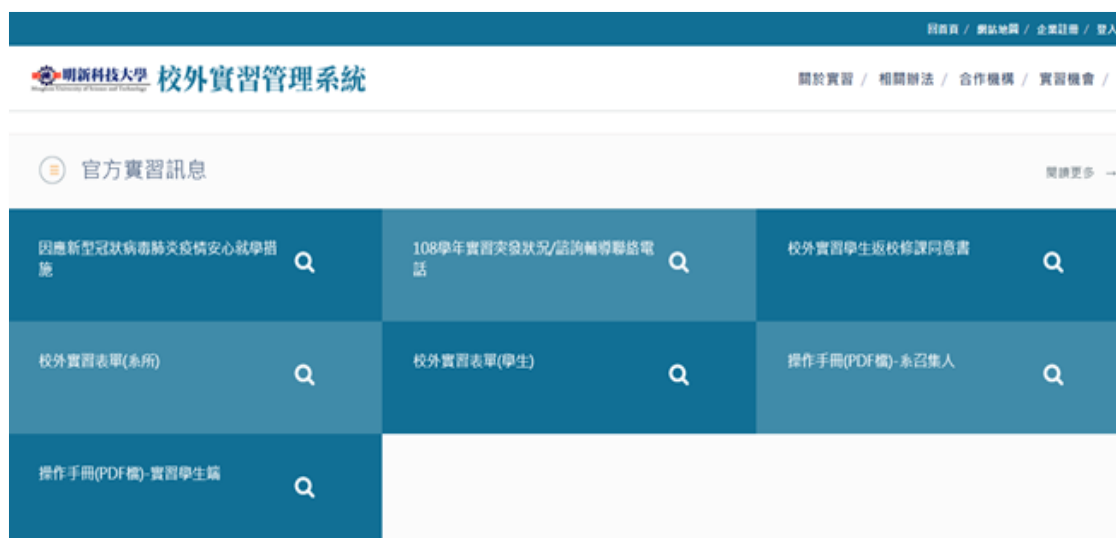 回首頁 / 網站地圖 / 企業註冊 / 登入
明新科技大學 校外實習管理系統
Minghsin University of Science and Technology
關於實習 / 相關辦法 / 合作機構 / 實習機會 /
官方實習訊息
閱讀更多 →
因應新型冠狀病毒肺炎疫情安心就學措
施
108學年實習突發狀況/諮詢輔導聯絡電
話
校外實習學生返校修課同意書
校外實習表單(系所)
校外實習表單(學生)
操作手冊(PDF檔)-系召集人
操作手冊(PDF檔)-實習學生端